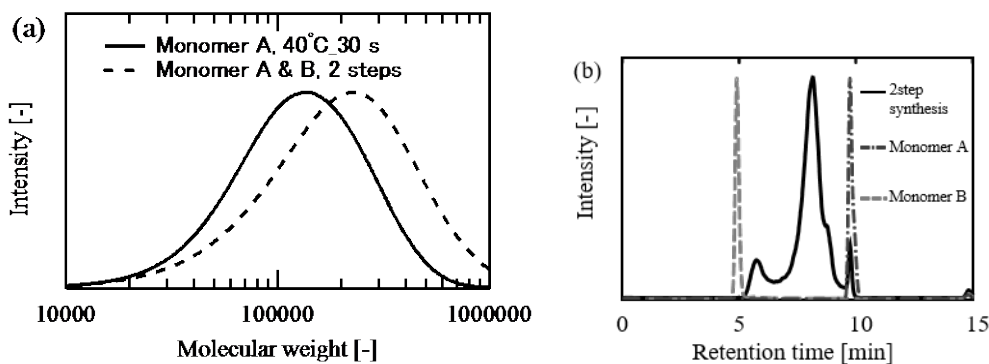 (a)
Monomer A, 40°C_30 s
Monomer A & B, 2 steps
Intensity [-]
10000 100000 1000000
Molecular weight [-]
(b)
2step
synthesis
Monomer A
Monomer B
Intensity [-]
0 5 10 15
Retention time [min]